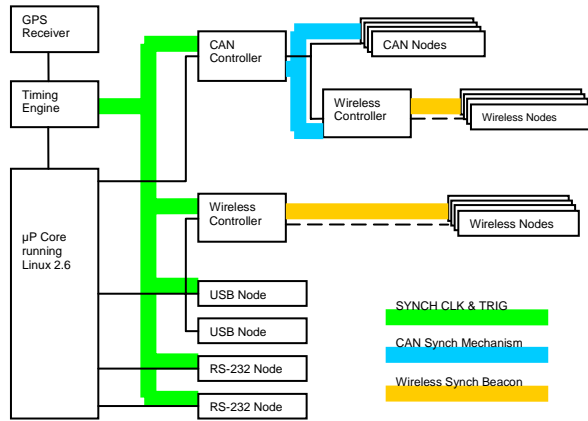 GPS
Receiver
Timing
Engine
µP Core
running
Linux 2.6
CAN
Controller
CAN Nodes
Wireless
Controller
Wireless Nodes
Wireless
Controller
Wireless Nodes
USB Node
USB Node
RS-232 Node
RS-232 Node
SYNCH CLK & TRIG
CAN Synch Mechanism
Wireless Synch Beacon